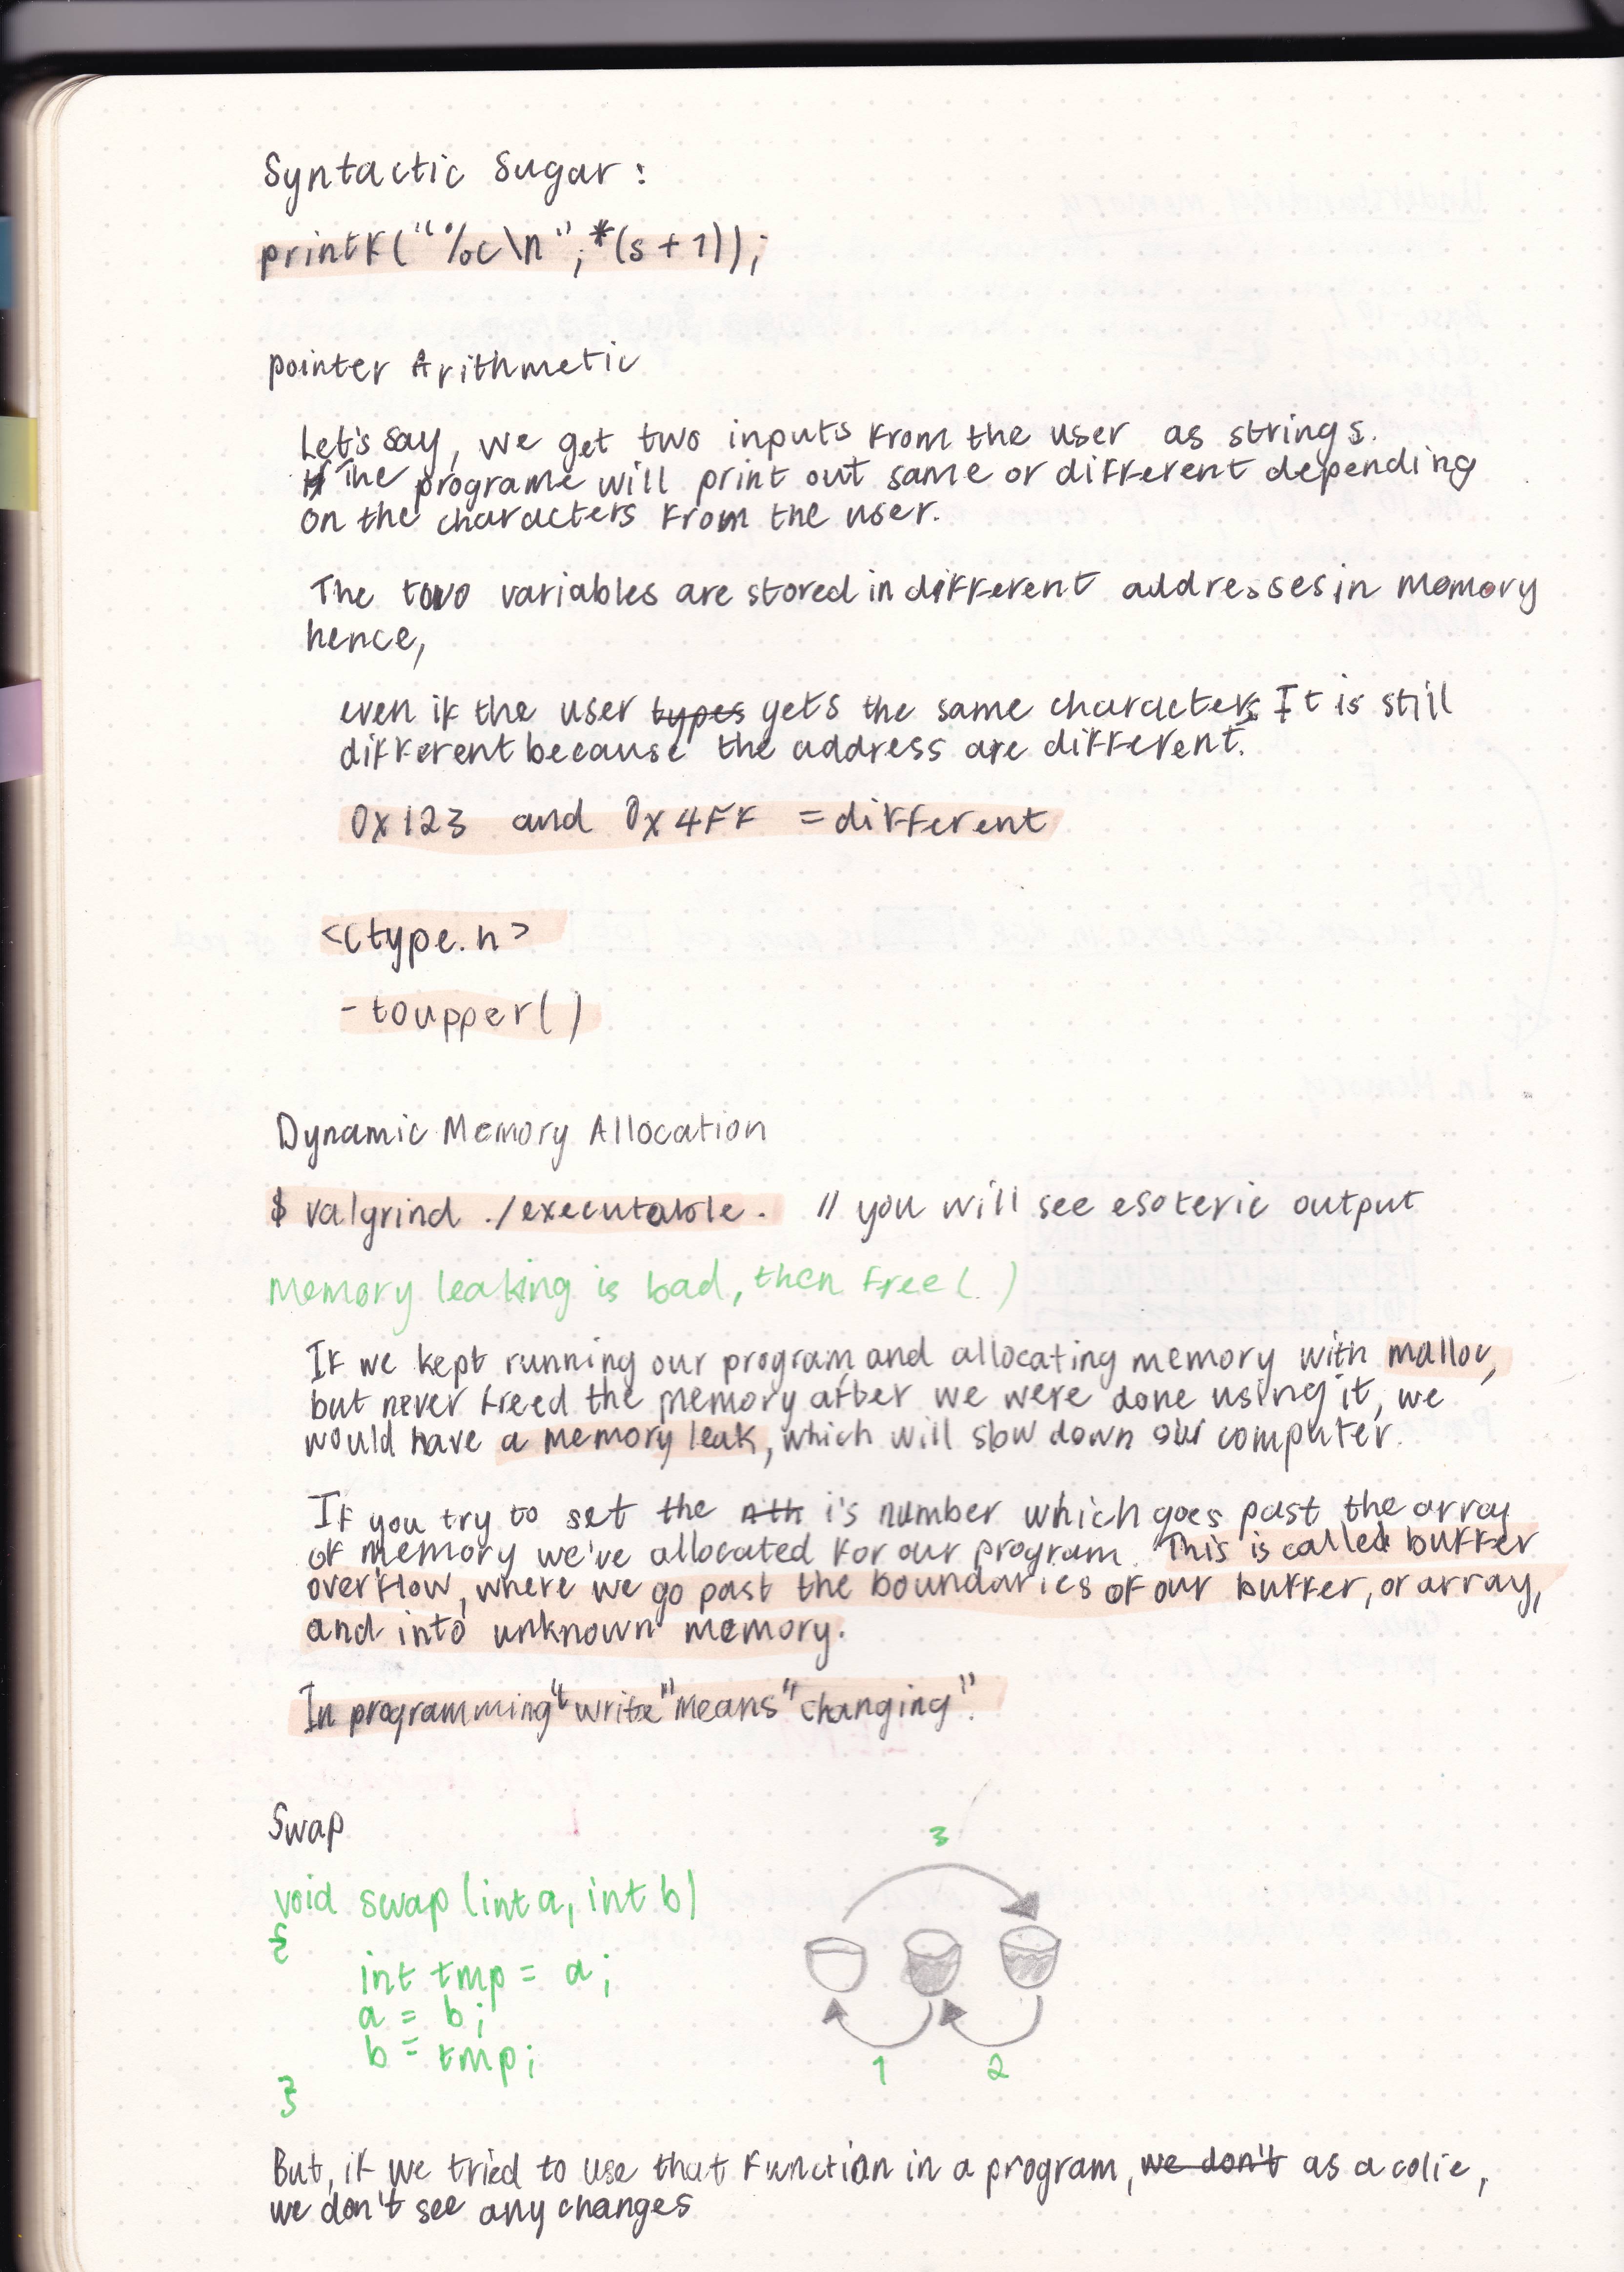 Syntactic Sugar:
printf("%c\n", *(s + 1));
pointer Arithmetic
Let's say, we get two inputs from the user as strings.
The programe will print out same or different depending
on the characters from the user.
The two variables are stored in different addresses in memory
hence,
even if the user types gets the same characters It is still
different because the address are different.
0x123 and 0x4FF = different
<ctype.h>
- toupper()
Dynamic Memory Allocation
$ valgrind ./executable. // you will see esoteric output
Memory leaking is bad, then free()
If we kept running our program, and allocating memory with malloc,
but never freed the memory after we were done using it, we
would have a memory leak, which will slow down our computer.
If you try to set the nth i's number which goes past the array
of memory we've allocated for our program. This is called buffer
overflow, where we go past the boundaries of our buffer, or array,
and into unknown memory.
In programming "write" means "changing".
Swap
3
void swap(int a, int b)
{
int tmp = a;
a = b;
b = tmp;
1 2
}
But, if we tried to use that function in a program, we don't as a
we don't see any changes